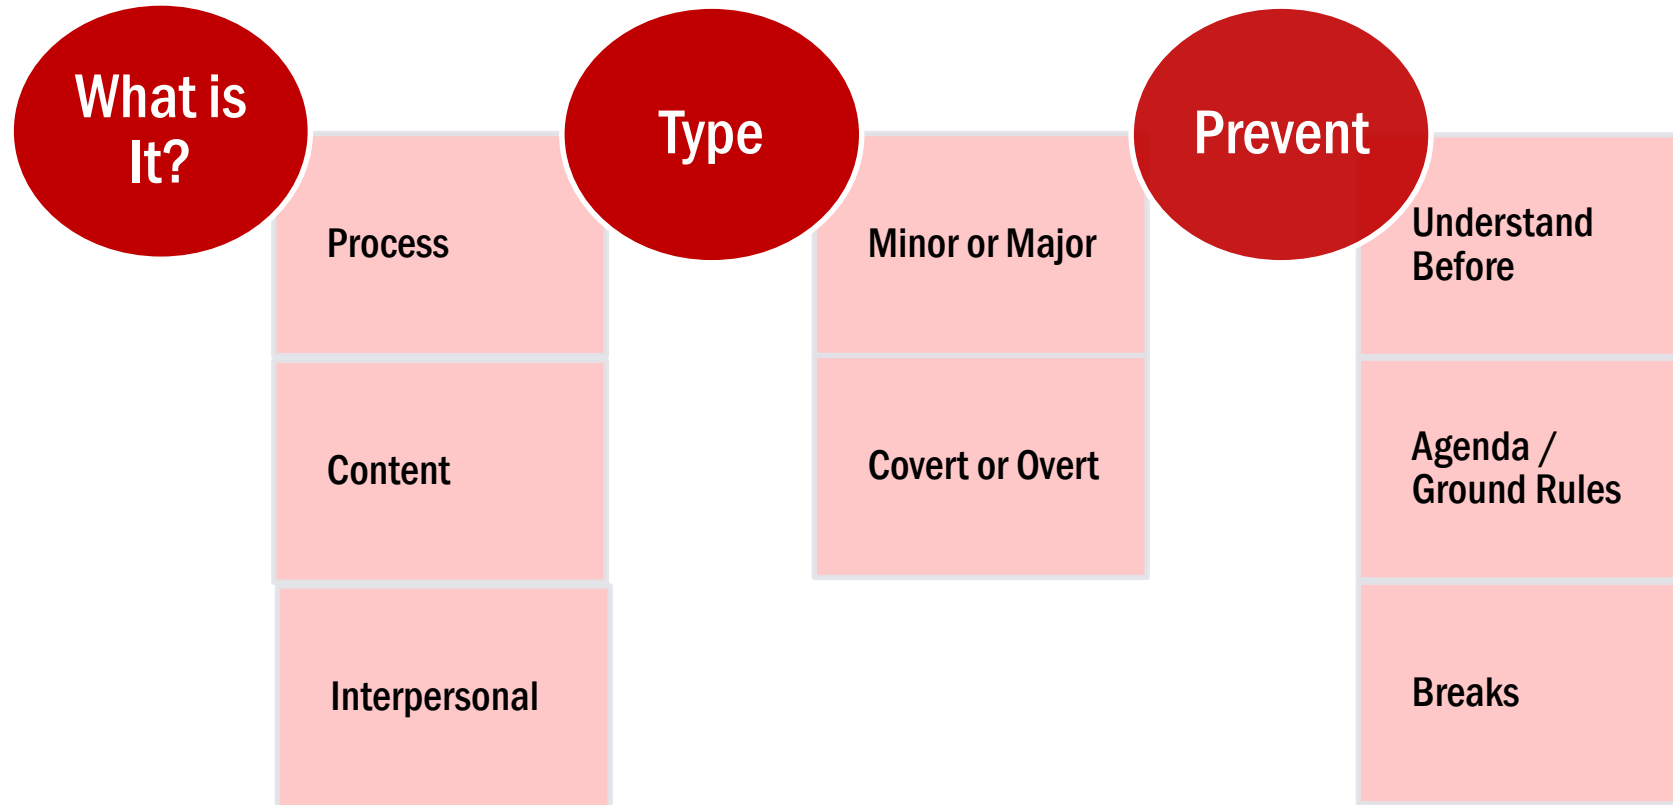 What is
It?
Process
Content
Interpersonal
Type
Minor or Major
Covert or Overt
Prevent
Understand
Before
Agenda /
Ground Rules
Breaks